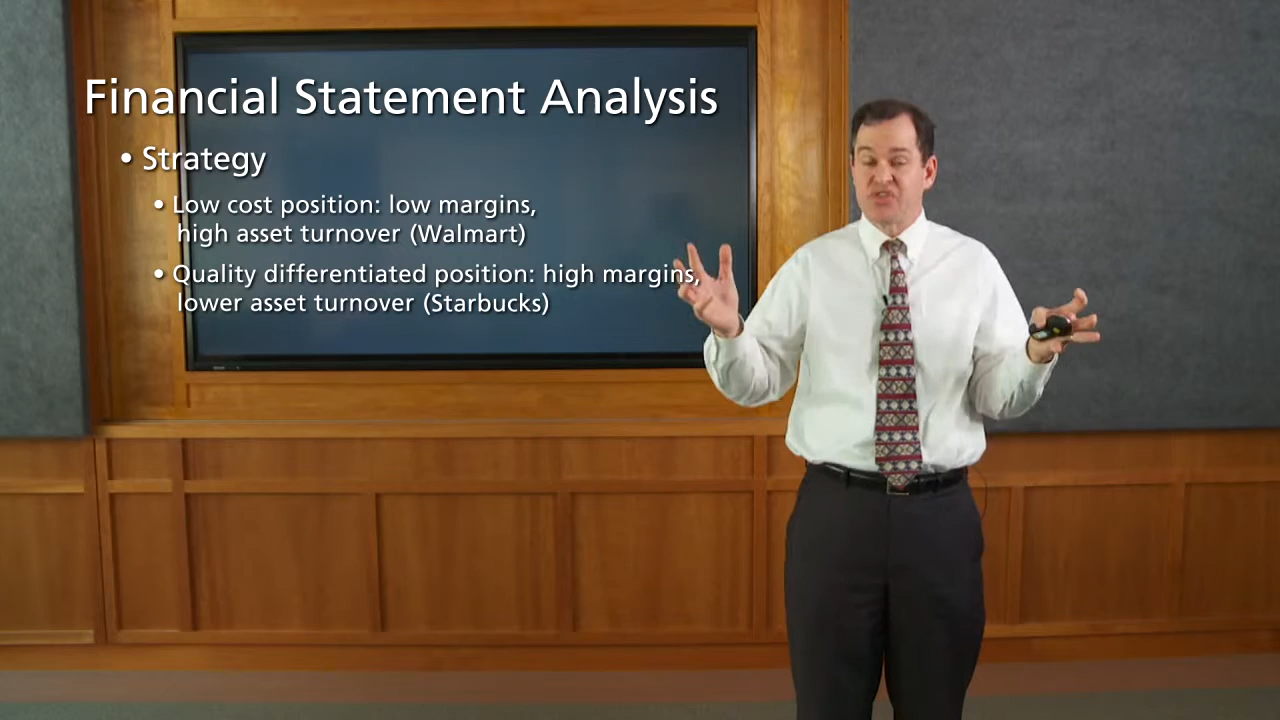 Financial Statement Analysis
• Strategy
• Low cost position: low margins,
high asset turnover (Walmart)
• Quality differentiated position: high margins,
lower asset turnover (Starbucks)